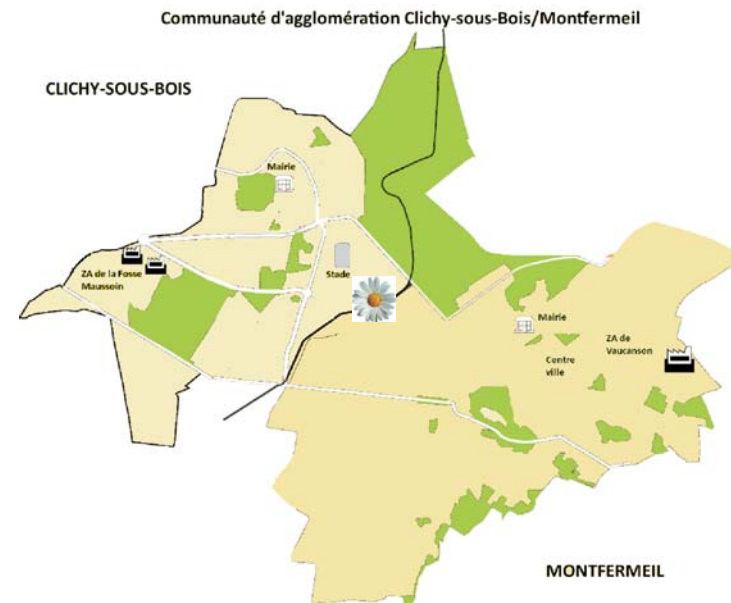 Communauté d'agglomération Clichy-sous-Bois/Montfermeil
CLICHY-SOUS-BOIS
Mairie
ZA de la Fosse
Maussoin
Stade
Mairie
Centre
ville
ZA de
Vaucanson
MONTFERMEIL